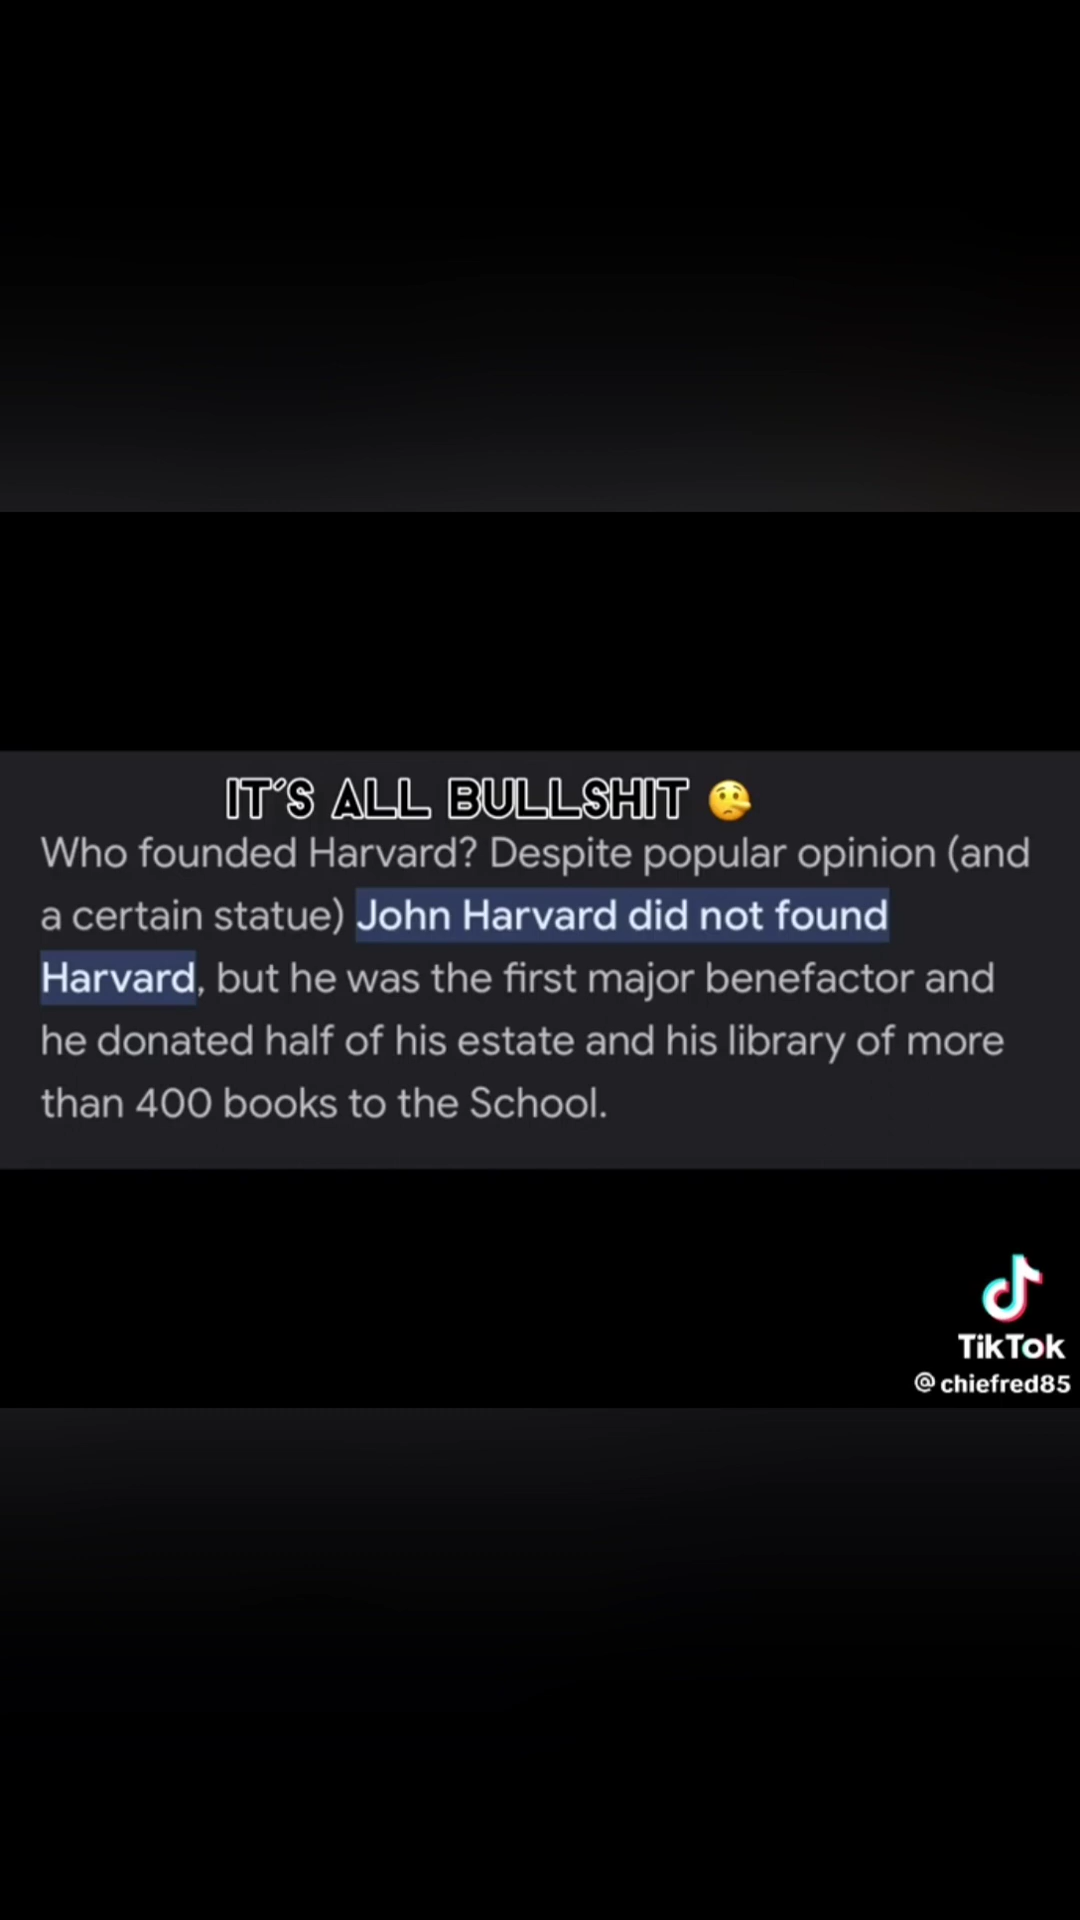 IT'S ALL BULLSHIT 🤥
Who founded Harvard? Despite popular opinion (and
a certain statue) John Harvard did not found
Harvard, but he was the first major benefactor and
he donated half of his estate and his library of more
than 400 books to the School.
TikTok
@chiefred85